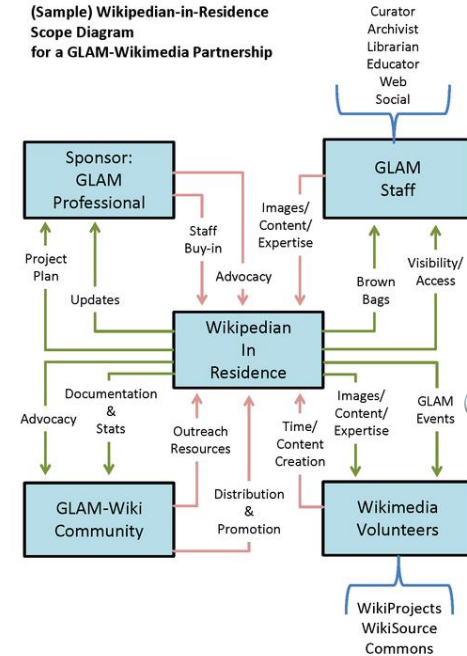 (Sample) Wikipedian-in-Residence
Scope Diagram
for a GLAM-Wikimedia Partnership
Curator
Archivist
Librarian
Educator
Web
Social
Sponsor:
GLAM
Professional
GLAM
Staff
Project
Plan
Updates
Staff
Buy-in
Advocacy
Images/
Content/
Expertise
Brown
Bags
Visibility/
Access
Wikipedian
In
Residence
Advocacy
Documentation
&
Stats
Outreach
Resources
Distribution
&
Promotion
Time/
Content
Creation
Images/
Content/
Expertise
GLAM
Events
GLAM-Wiki
Community
Wikimedia
Volunteers
WikiProjects
WikiSource
Commons